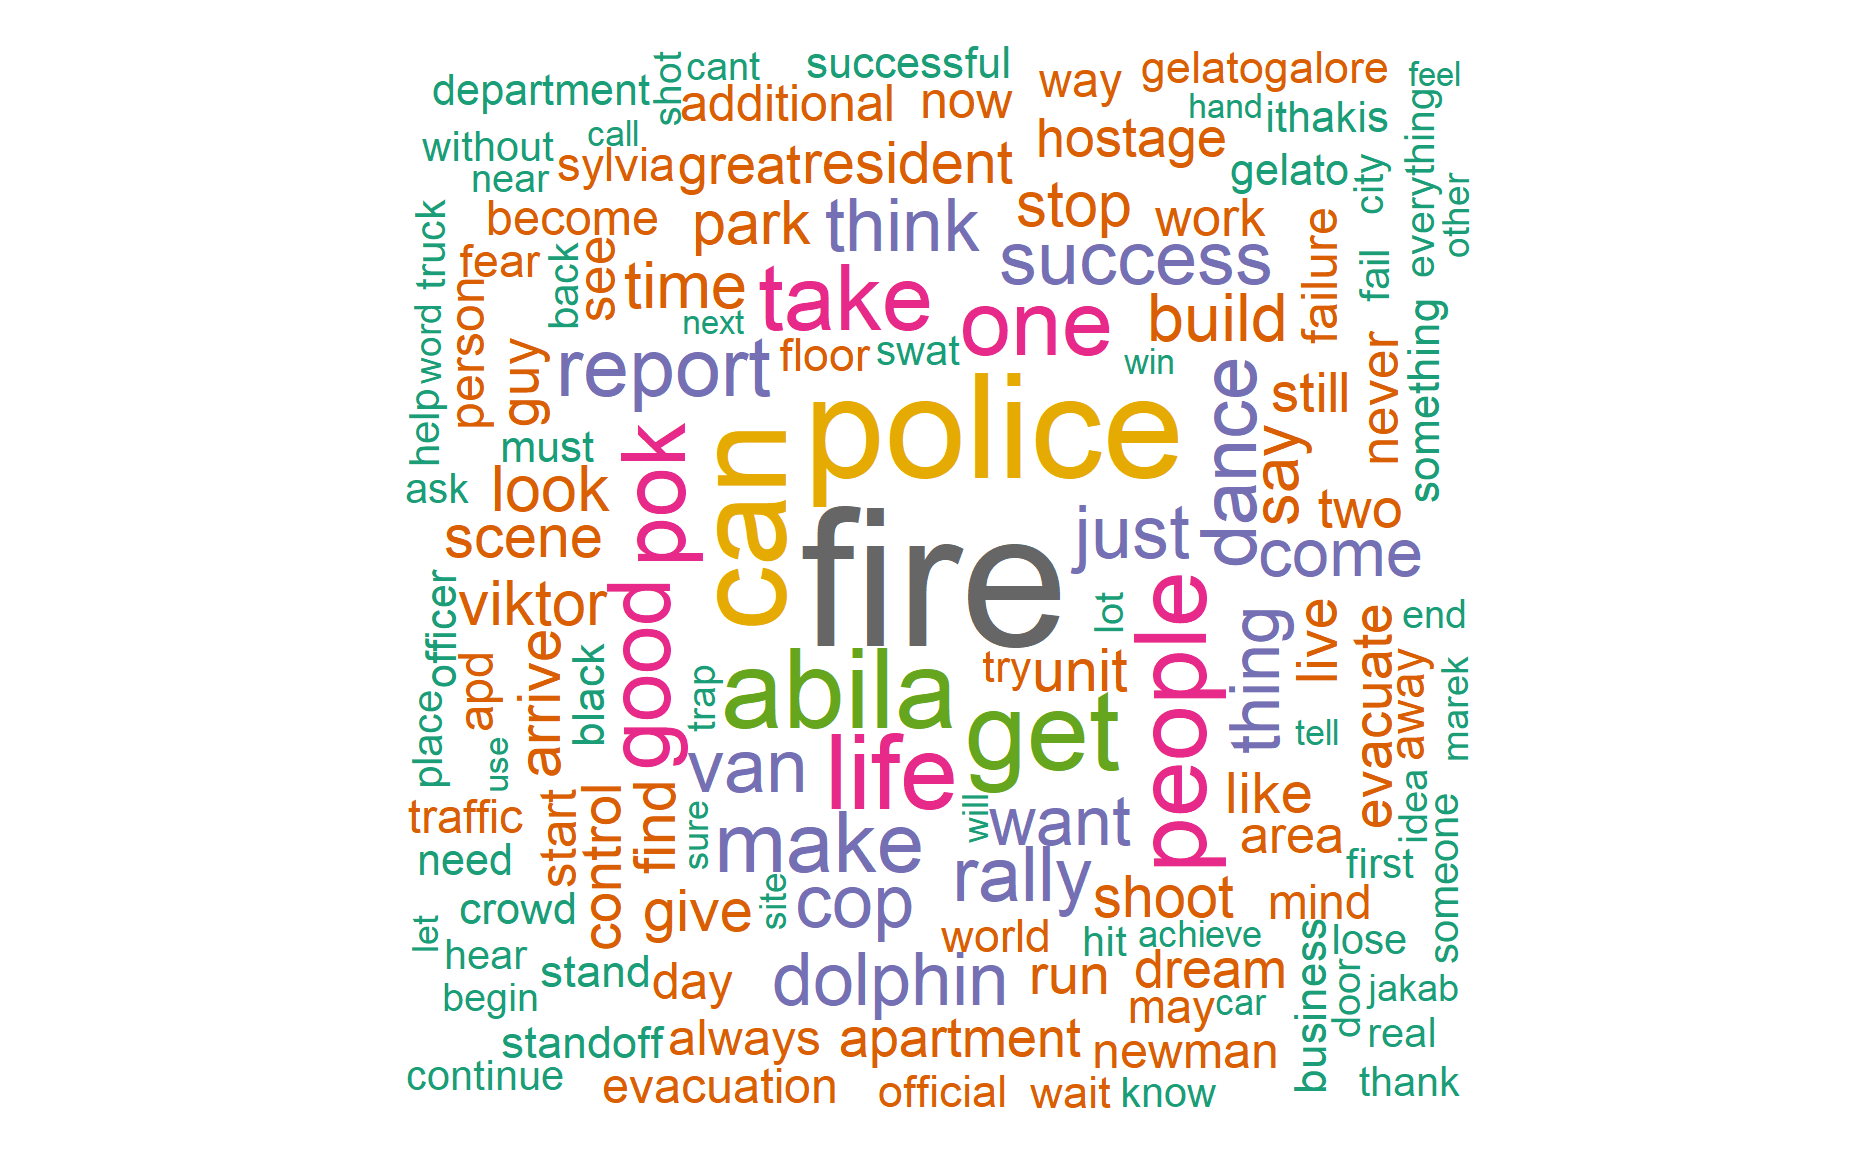 department
shot
cant
successful
way
gelatogalore
feel
additional
now
hand
ithakis
everything
without
call
near
sylvia
great
resident
hostage
gelato
city
other
truck
become
park
think
stop
work
failure
fear
back
see
time
take
success
fail
person
next
one
build
something
word
guy
report
floor
swat
win
never
help
police
dance
still
must
can
say
ask
look
pok
just
two
scene
fire
come
officer
viktor
good
lot
people
thing
live
evacuate
end
apd
arrive
black
trap
abila
try
unit
away
marek
place
use
van
life
get
tell
traffic
start
control
find
sure
make
will
want
like
area
idea
need
first
someone
let
crowd
give
site
cop
rally
shoot
mind
hear
world
hit
achieve
business
lose
begin
stand
day
dolphin
run
dream
door
jakab
may
car
real
standoff
always
apartment
newman
continue
evacuation
official
wait
know
thank